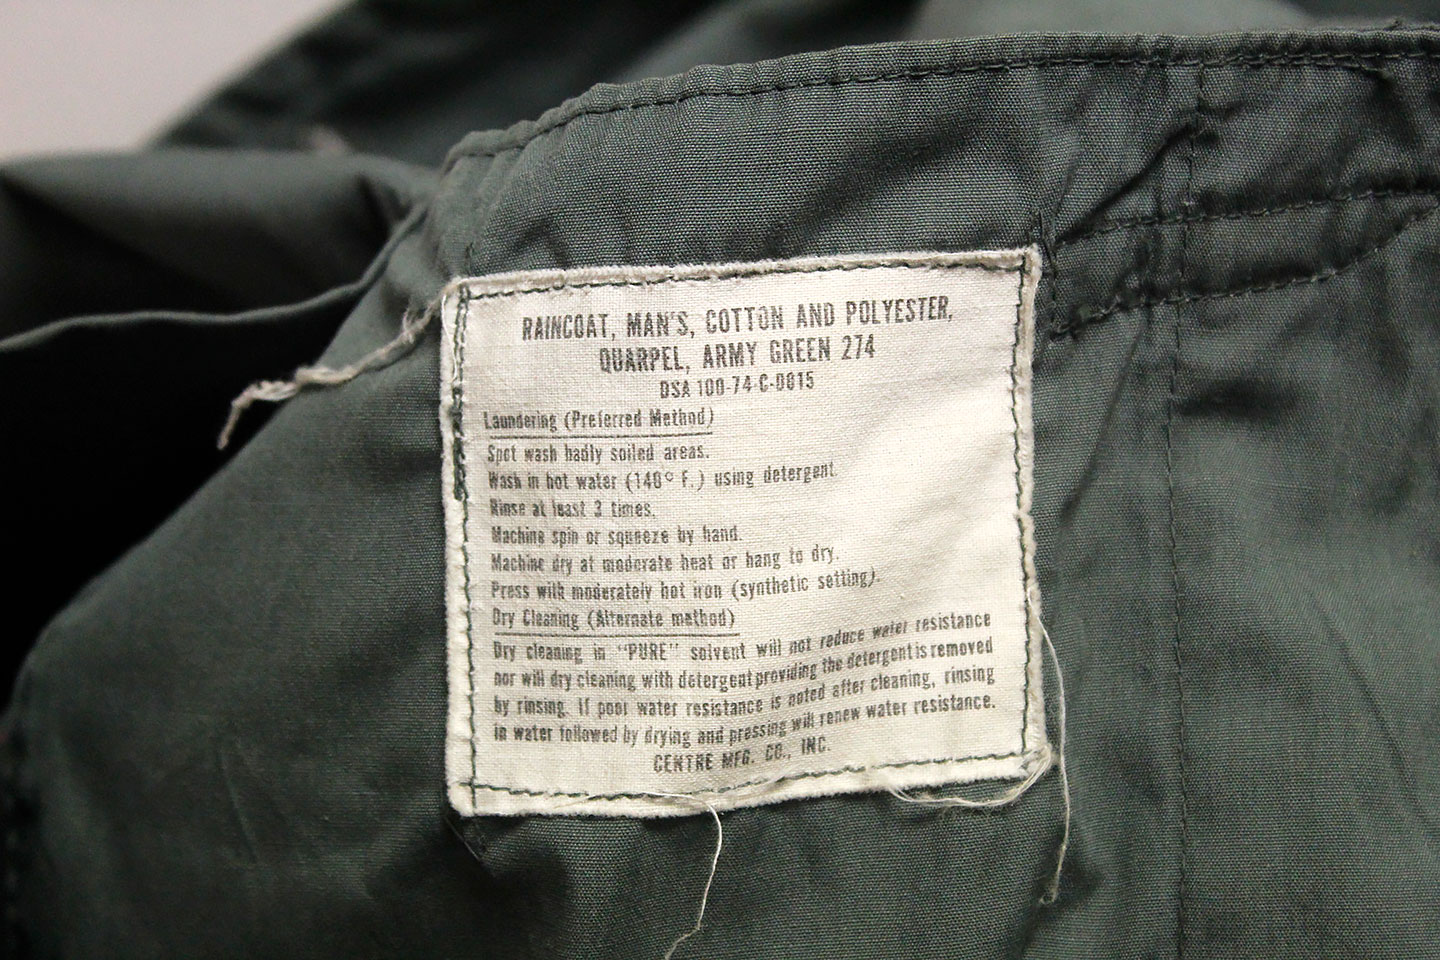 RAINCOAT, MAN'S, COTTON AND POLYESTER,
QUARPEL, ARMY GREEN 274
DSA 100-74-C-0615
Laundering (Preferred Method)
Spot wash badly soiled areas.
Wash in hot water (140° F.) using detergent.
Rinse at least 3 times.
Machine spin or squeeze by hand.
Machine dry at moderate heat or hang to dry.
Press with moderately hot iron (synthetic setting).
Dry Cleaning (Alternate method)
Dry cleaning in "PURE" solvent will not reduce water resistance
nor will dry cleaning with detergent providing the detergent is removed
by rinsing. If poor water resistance is noted after cleaning, rinsing
in water followed by drying and pressing will renew water resistance.
CENTRE MFG. CO., INC.